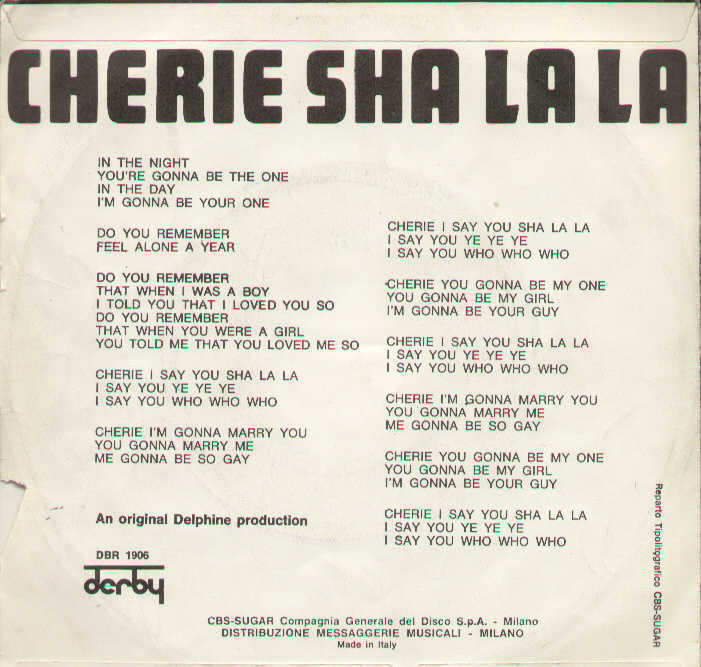 CHERIE SHA LA LA
IN THE NIGHT
YOU'RE GONNA BE THE ONE
IN THE DAY
I'M GONNA BE YOUR ONE
DO YOU REMEMBER
FEEL ALONE A YEAR
DO YOU REMEMBER
THAT WHEN I WAS A BOY
I TOLD YOU THAT I LOVED YOU SO
DO YOU REMEMBER
THAT WHEN YOU WERE A GIRL
YOU TOLD ME THAT YOU LOVED ME SO
CHERIE I SAY YOU SHA LA LA
I SAY YOU YE YE YE
I SAY YOU WHO WHO WHO
CHERIE I'M GONNA MARRY YOU
YOU GONNA MARRY ME
ME GONNA BE SO GAY
CHERIE I SAY YOU SHA LA LA
I SAY YOU YE YE YE
I SAY YOU WHO WHO WHO
CHERIE YOU GONNA BE MY ONE
YOU GONNA BE MY GIRL
I'M GONNA BE YOUR GUY
CHERIE I SAY YOU SHA LA LA
I SAY YOU YE YE YE
I SAY YOU WHO WHO WHO
CHERIE I'M GONNA MARRY YOU
YOU GONNA MARRY ME
ME GONNA BE SO GAY
CHERIE YOU GONNA BE MY ONE
YOU GONNA BE MY GIRL
I'M GONNA BE YOUR GUY
CHERIE I SAY YOU SHA LA LA
I SAY YOU YE YE YE
I SAY YOU WHO WHO WHO
An original Delphine production
DBR 1906
derby
CBS-SUGAR Compagnia Generale del Disco S.p.A. - Milano
DISTRIBUZIONE MESSAGGERIE MUSICALI - MILANO
Made in Italy
Reparto Tipolitografico CBS-SUGAR